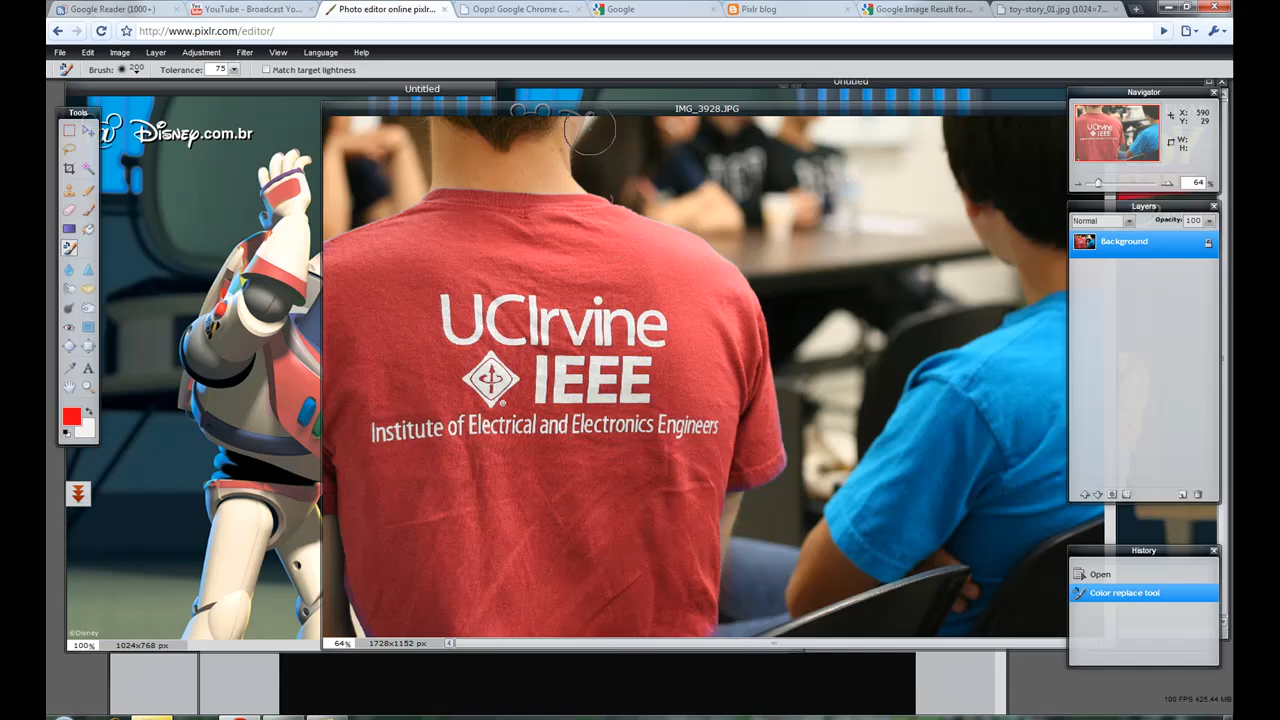 Google Reader (1000+)
YouTube - Broadcast Yo...
Photo editor online pixlr...
Oops! Google Chrome c...
Google
Pixlr blog
Google Image Result for...
toy-story_01.jpg (1024×7...
http://www.pixlr.com/editor/
File Edit Image Layer Adjustment Filter View Language Help
Brush: 200 Tolerance: 75 Match target lightness
Untitled
Untitled
Tools
IMG_3928.JPG
Navigator
Disney.com.br
X: 590
Y: 29
W:
H:
64 %
Layers
Normal Opacity: 100
Background
UCIrvine
IEEE
®
Institute of Electrical and Electronics Engineers
History
Open
Color replace tool
©Disney
100% 1024x768 px
64% 1728x1152 px
100 FPS 425.44 MB